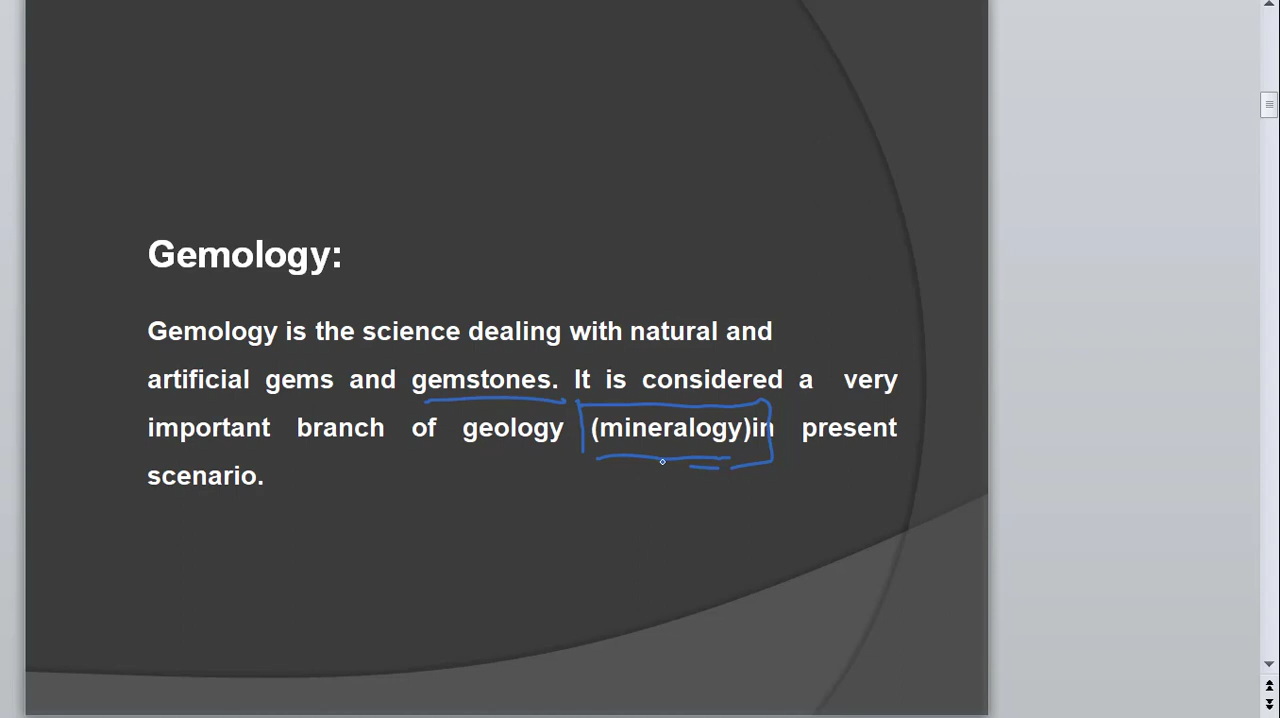 Gemology:
Gemology is the science dealing with natural and
artificial gems and gemstones. It is considered a very
important branch of geology (mineralogy)in present
scenario.